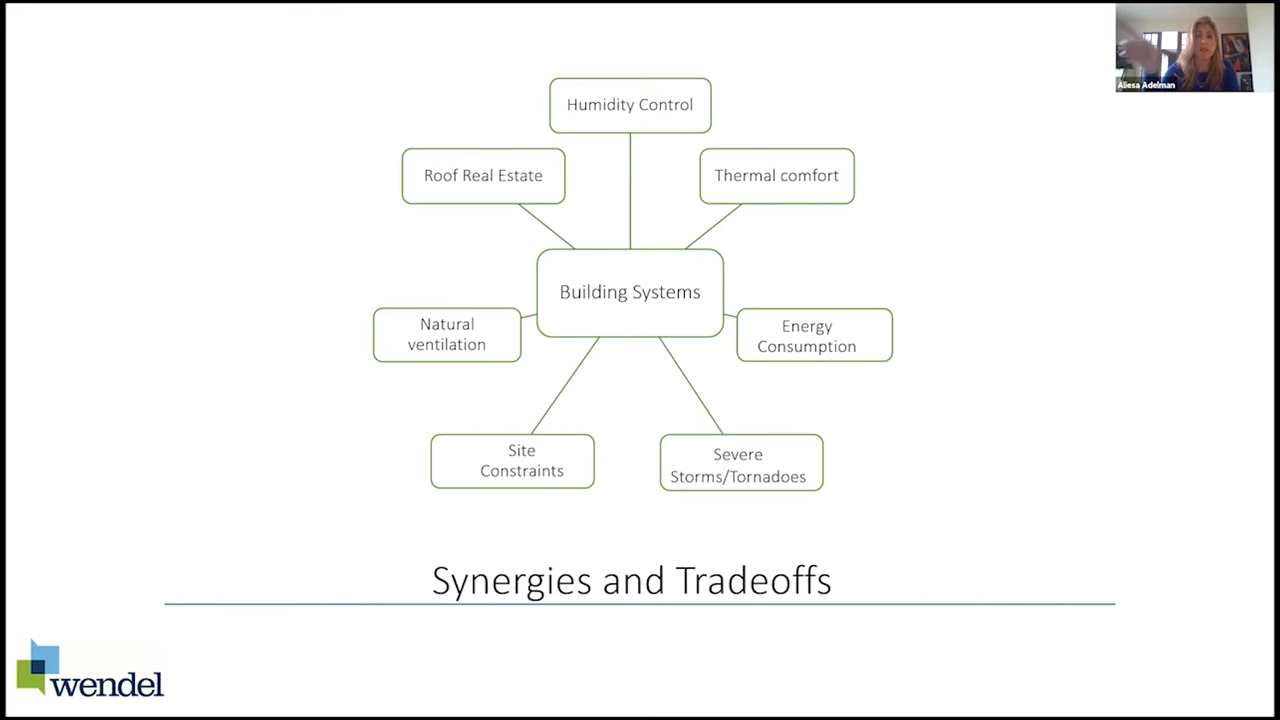 Aliesa Adelman
Humidity Control
Roof Real Estate
Thermal comfort
Building Systems
Natural
ventilation
Energy
Consumption
Site
Constraints
Severe
Storms/Tornadoes
Synergies and Tradeoffs
wendel